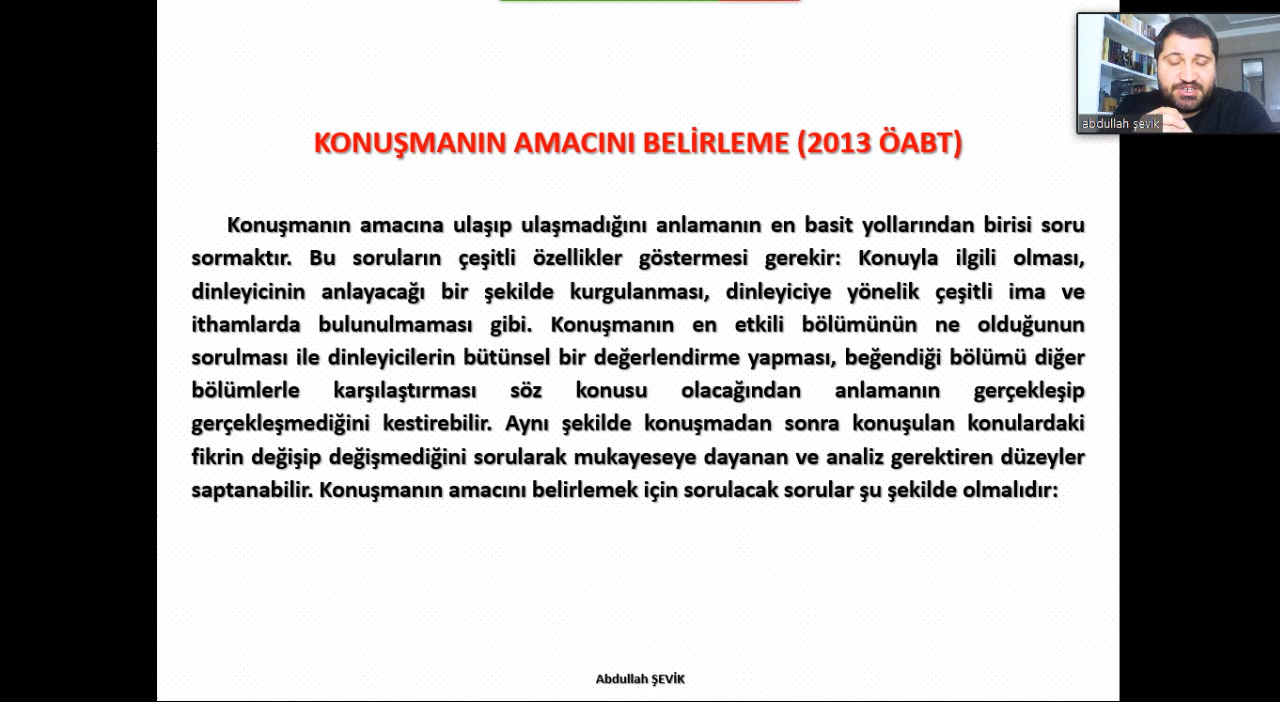 abdullah şevik
KONUŞMANIN AMACINI BELİRLEME (2013 ÖABT)
Konuşmanın amacına ulaşıp ulaşmadığını anlamanın en basit yollarından birisi soru
sormaktır. Bu soruların çeşitli özellikler göstermesi gerekir: Konuyla ilgili olması,
dinleyicinin anlayacağı bir şekilde kurgulanması, dinleyiciye yönelik çeşitli ima ve
ithamlarda bulunulmaması gibi. Konuşmanın en etkili bölümünün ne olduğunun
sorulması ile dinleyicilerin bütünsel bir değerlendirme yapması, beğendiği bölümü diğer
bölümlerle karşılaştırması söz konusu olacağından anlamanın gerçekleşip
gerçekleşmediğini kestirebilir. Aynı şekilde konuşmadan sonra konuşulan konulardaki
fikrin değişip değişmediğini sorularak mukayeseye dayanan ve analiz gerektiren düzeyler
saptanabilir. Konuşmanın amacını belirlemek için sorulacak sorular şu şekilde olmalıdır:
Abdullah ŞEVİK